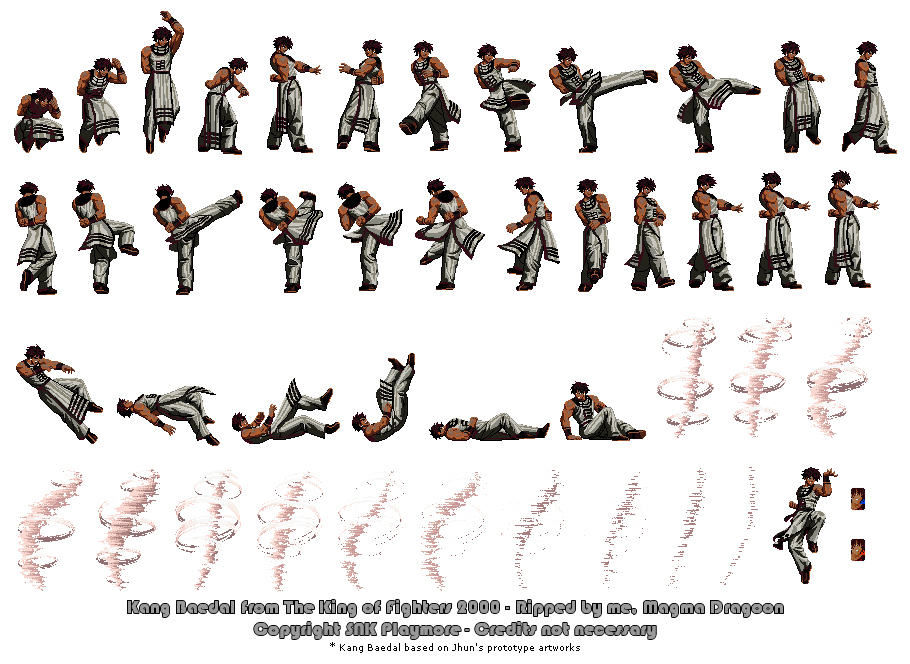 Kang Baedal from The King of Fighters 2000 - Ripped by me, Magma Dragoon
Copyright SNK Playmore - Credits not necessary
* Kang Baedal based on Jhun's prototype artworks